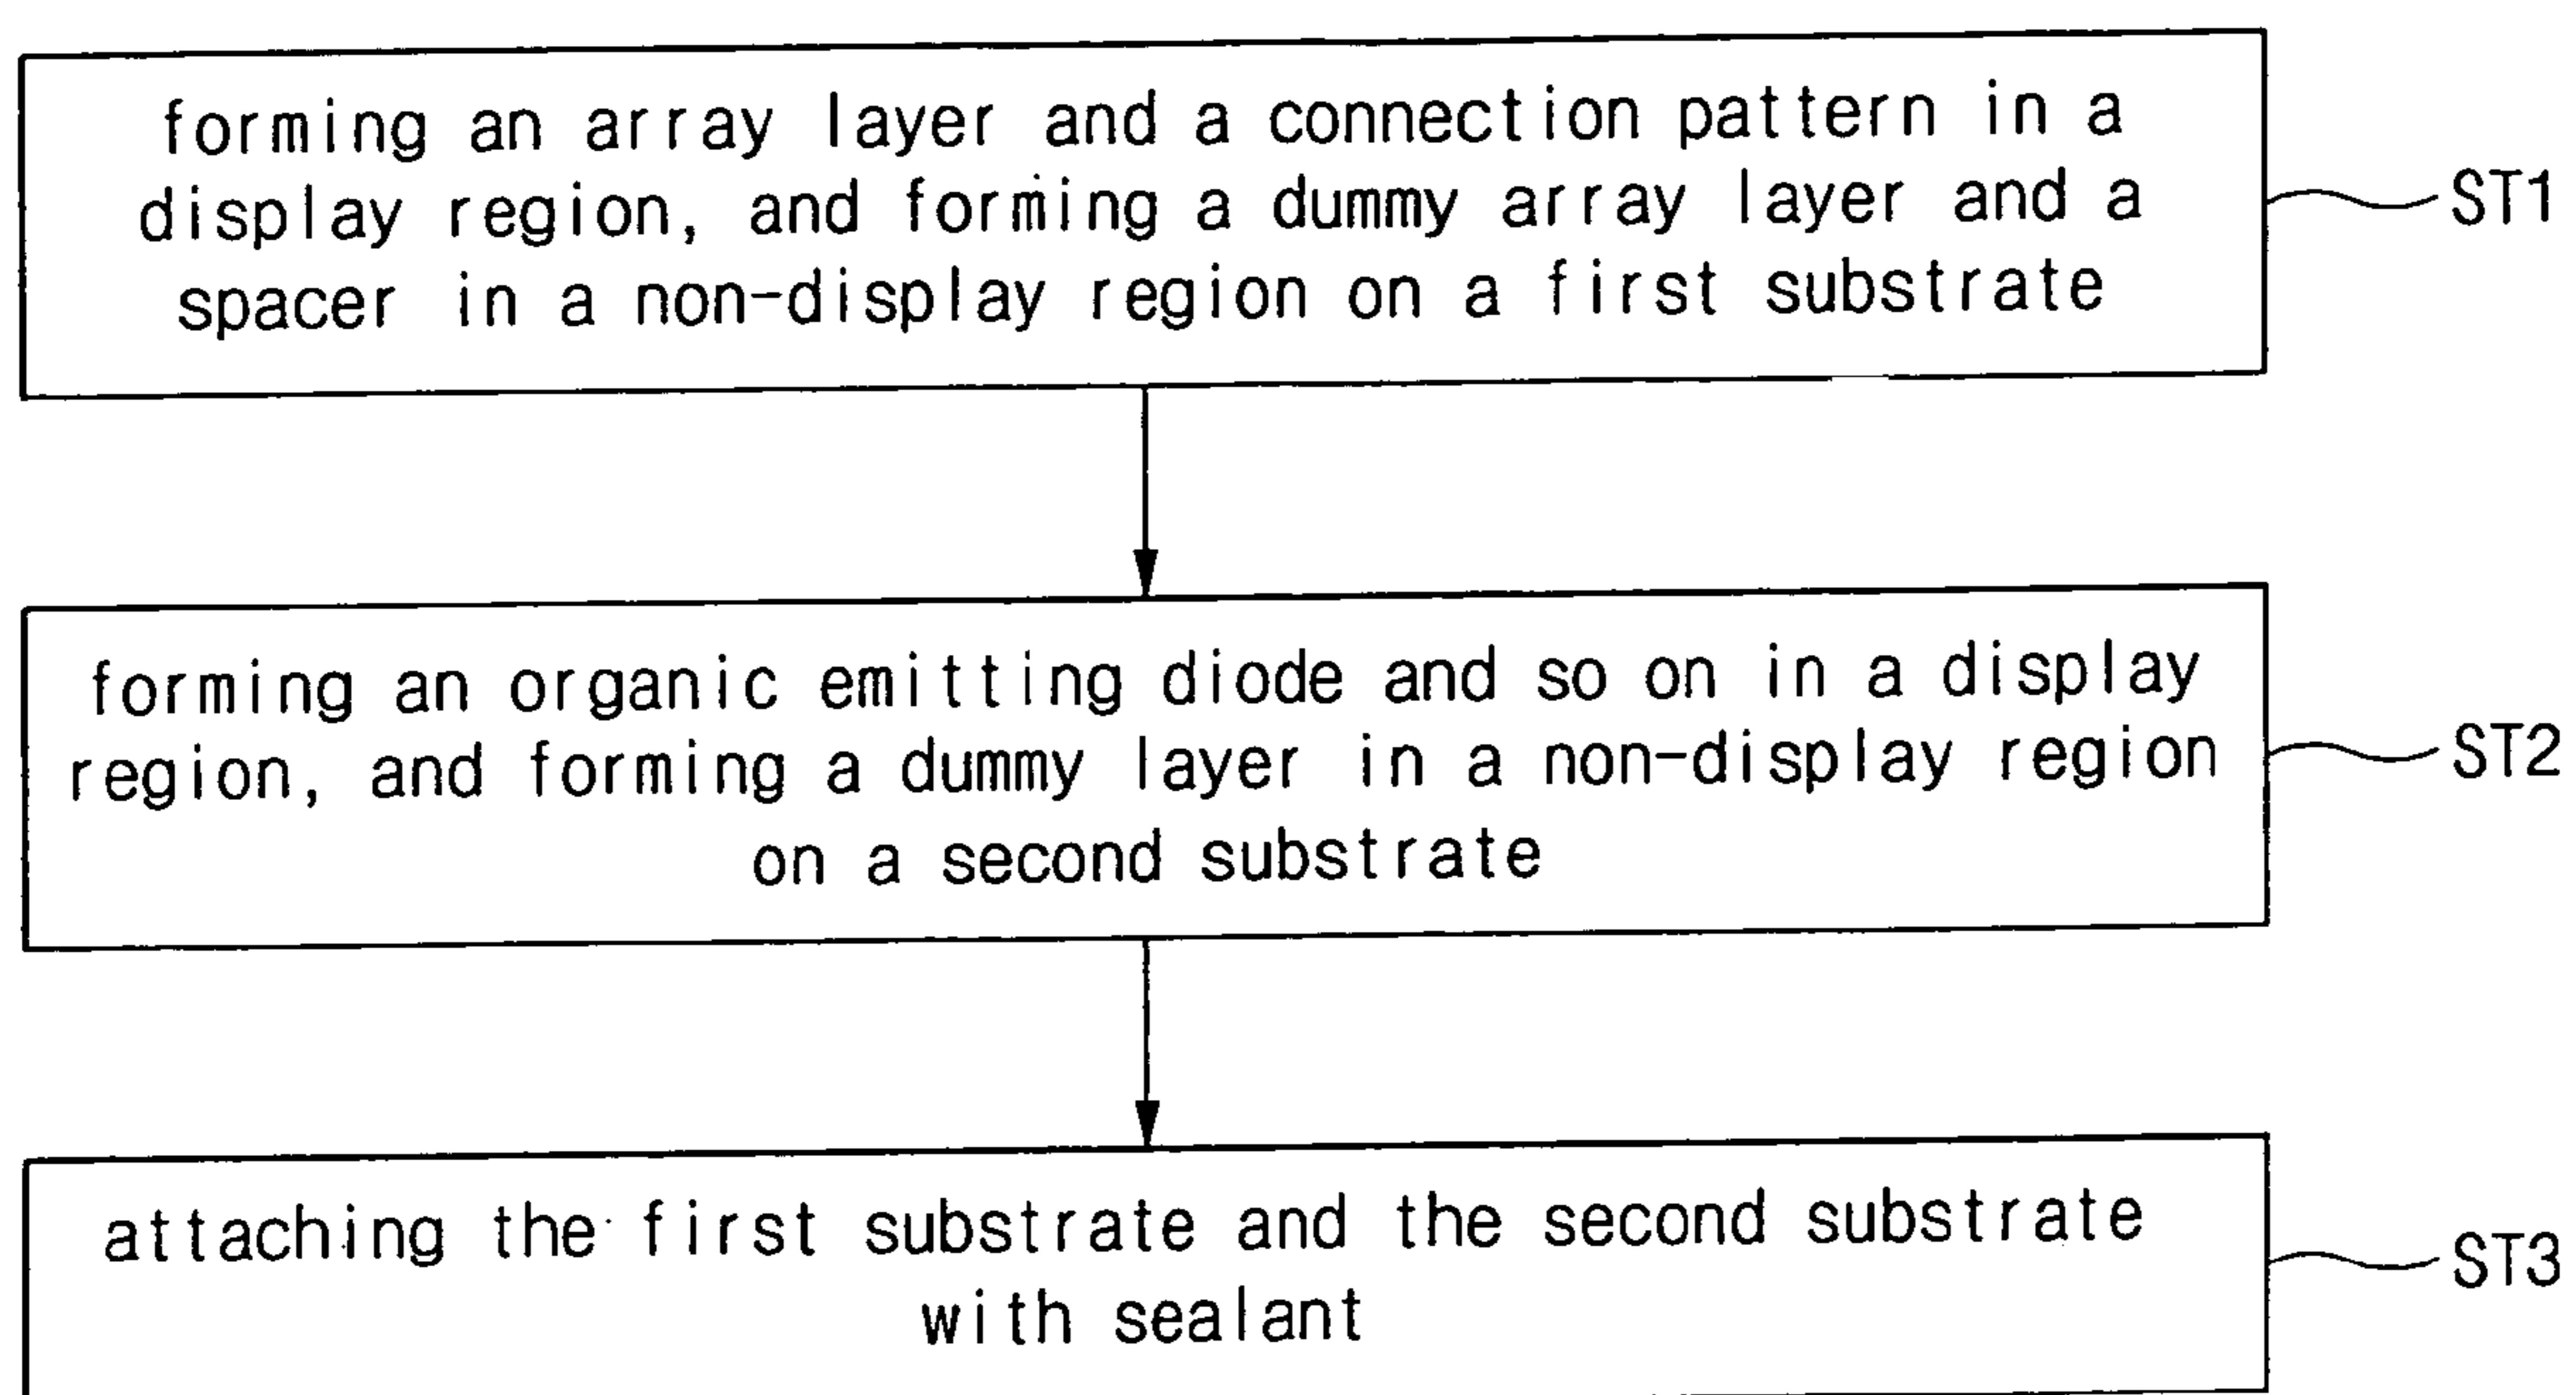 forming an array layer and a connection pattern in a
display region, and forming a dummy array layer and a
spacer in a non-display region on a first substrate
ST1
forming an organic emitting diode and so on in a display
region, and forming a dummy layer in a non-display region
on a second substrate
ST2
attaching the first substrate and the second substrate
with sealant
ST3